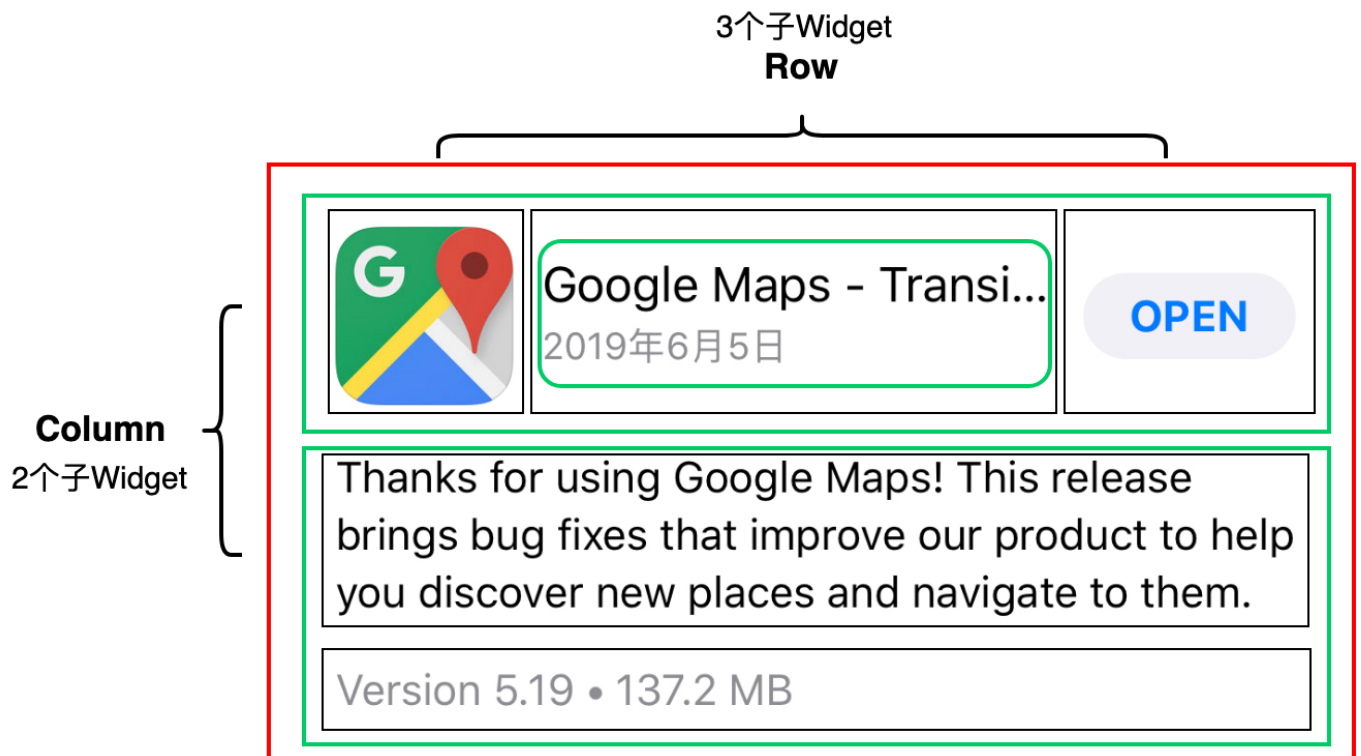 3个子Widget
Row
G
Google Maps - Transi...
2019年6月5日
OPEN
Column
2个子Widget
Thanks for using Google Maps! This release
brings bug fixes that improve our product to help
you discover new places and navigate to them.
Version 5.19 • 137.2 MB